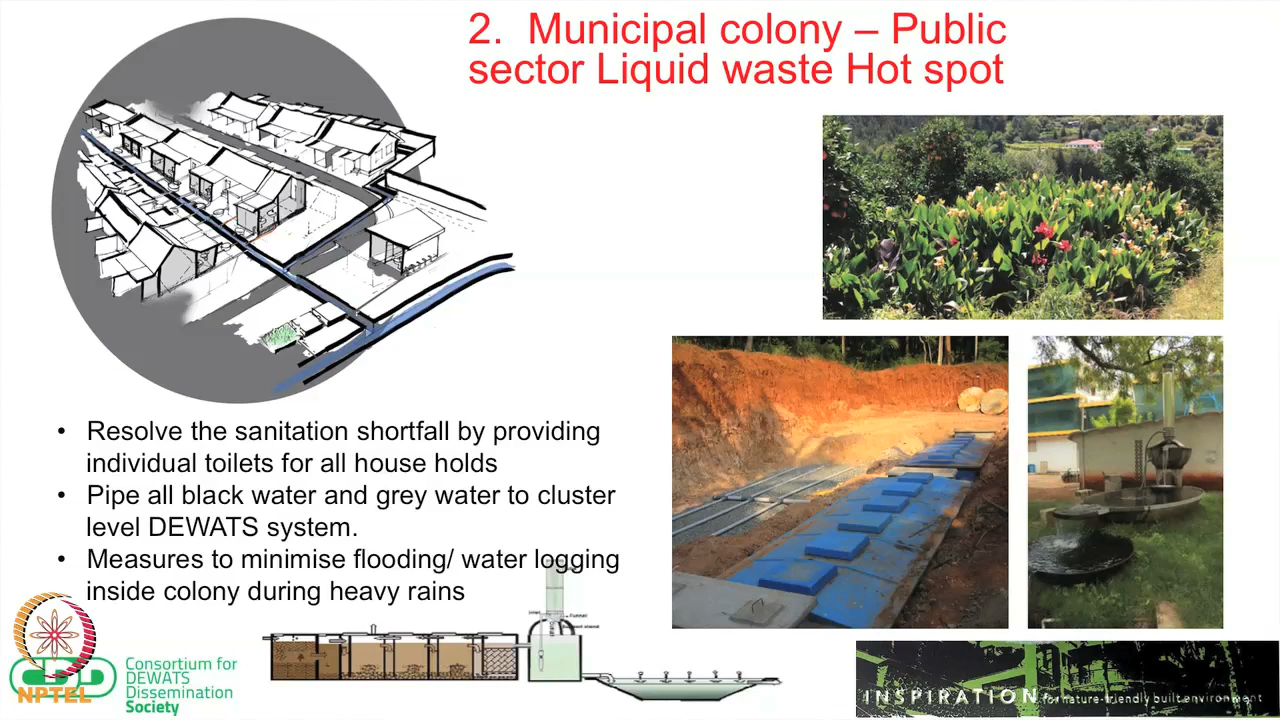 2. Municipal colony – Public
sector Liquid waste Hot spot
• Resolve the sanitation shortfall by providing
individual toilets for all house holds
• Pipe all black water and grey water to cluster
level DEWATS system.
• Measures to minimise flooding/ water logging
inside colony during heavy rains
NPTEL
Consortium for
DEWATS
Dissemination
Society
INSPIRATION
for nature-friendly built environment